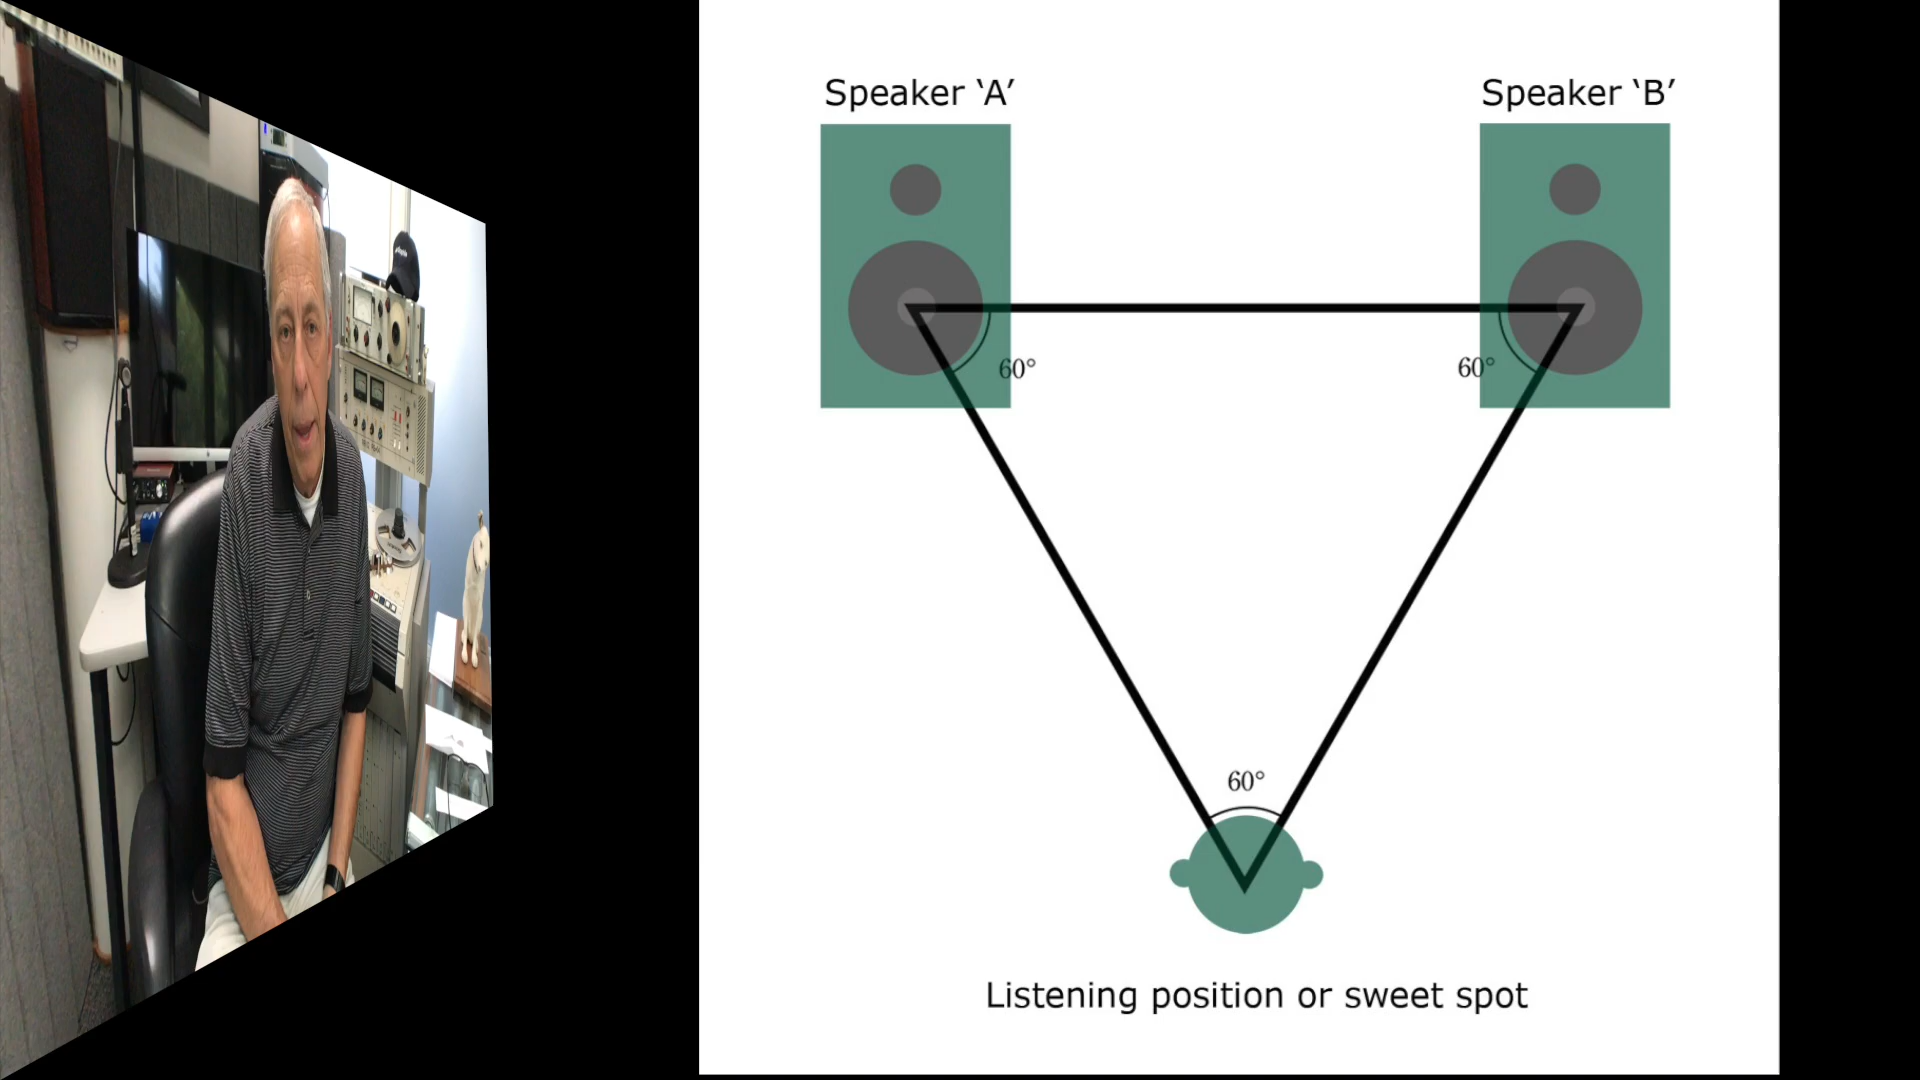 Speaker ‘A’
Speaker ‘B’
60°
60°
60°
Listening position or sweet spot